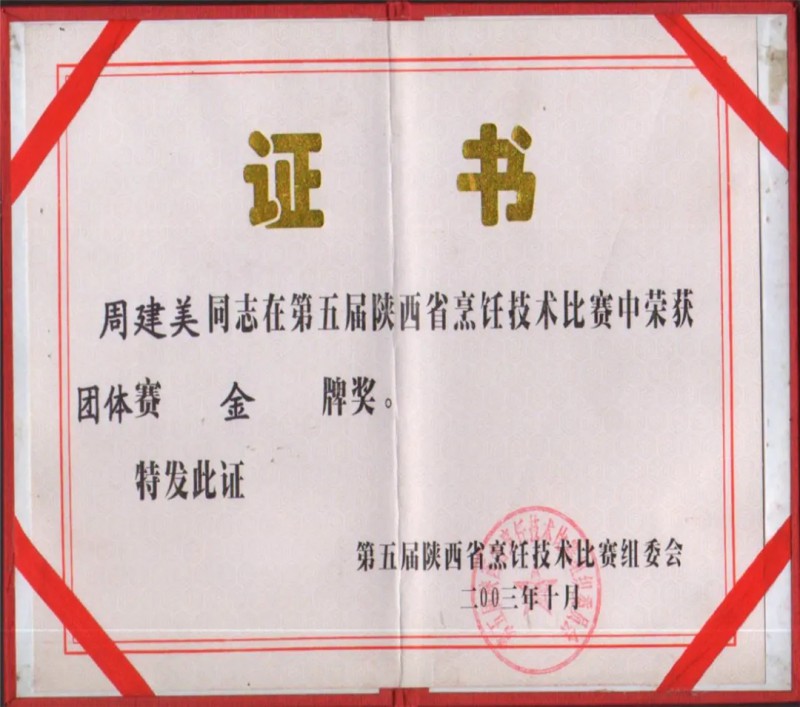 证书
周建美同志在第五届陕西省烹饪技术比赛中荣获
团体赛 金 牌奖。
特发此证
第五届陕西省烹饪技术比赛组委会
二00三年十月